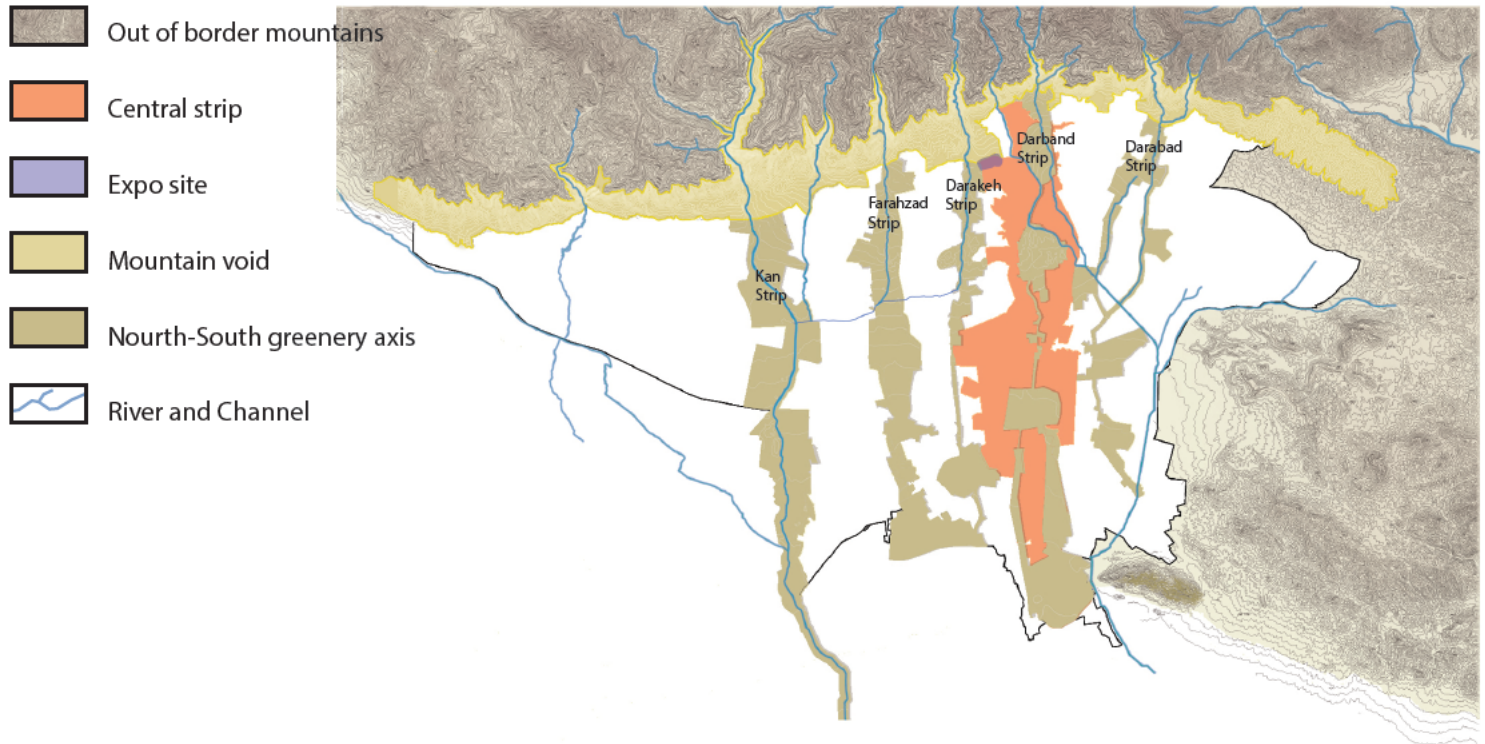 Out of border mountains
Central strip
Expo site
Mountain void
Nourth-South greenery axis
River and Channel
Darband
Strip
Darabad
Strip
Darakeh
Strip
Farahzad
Strip
Kan
Strip